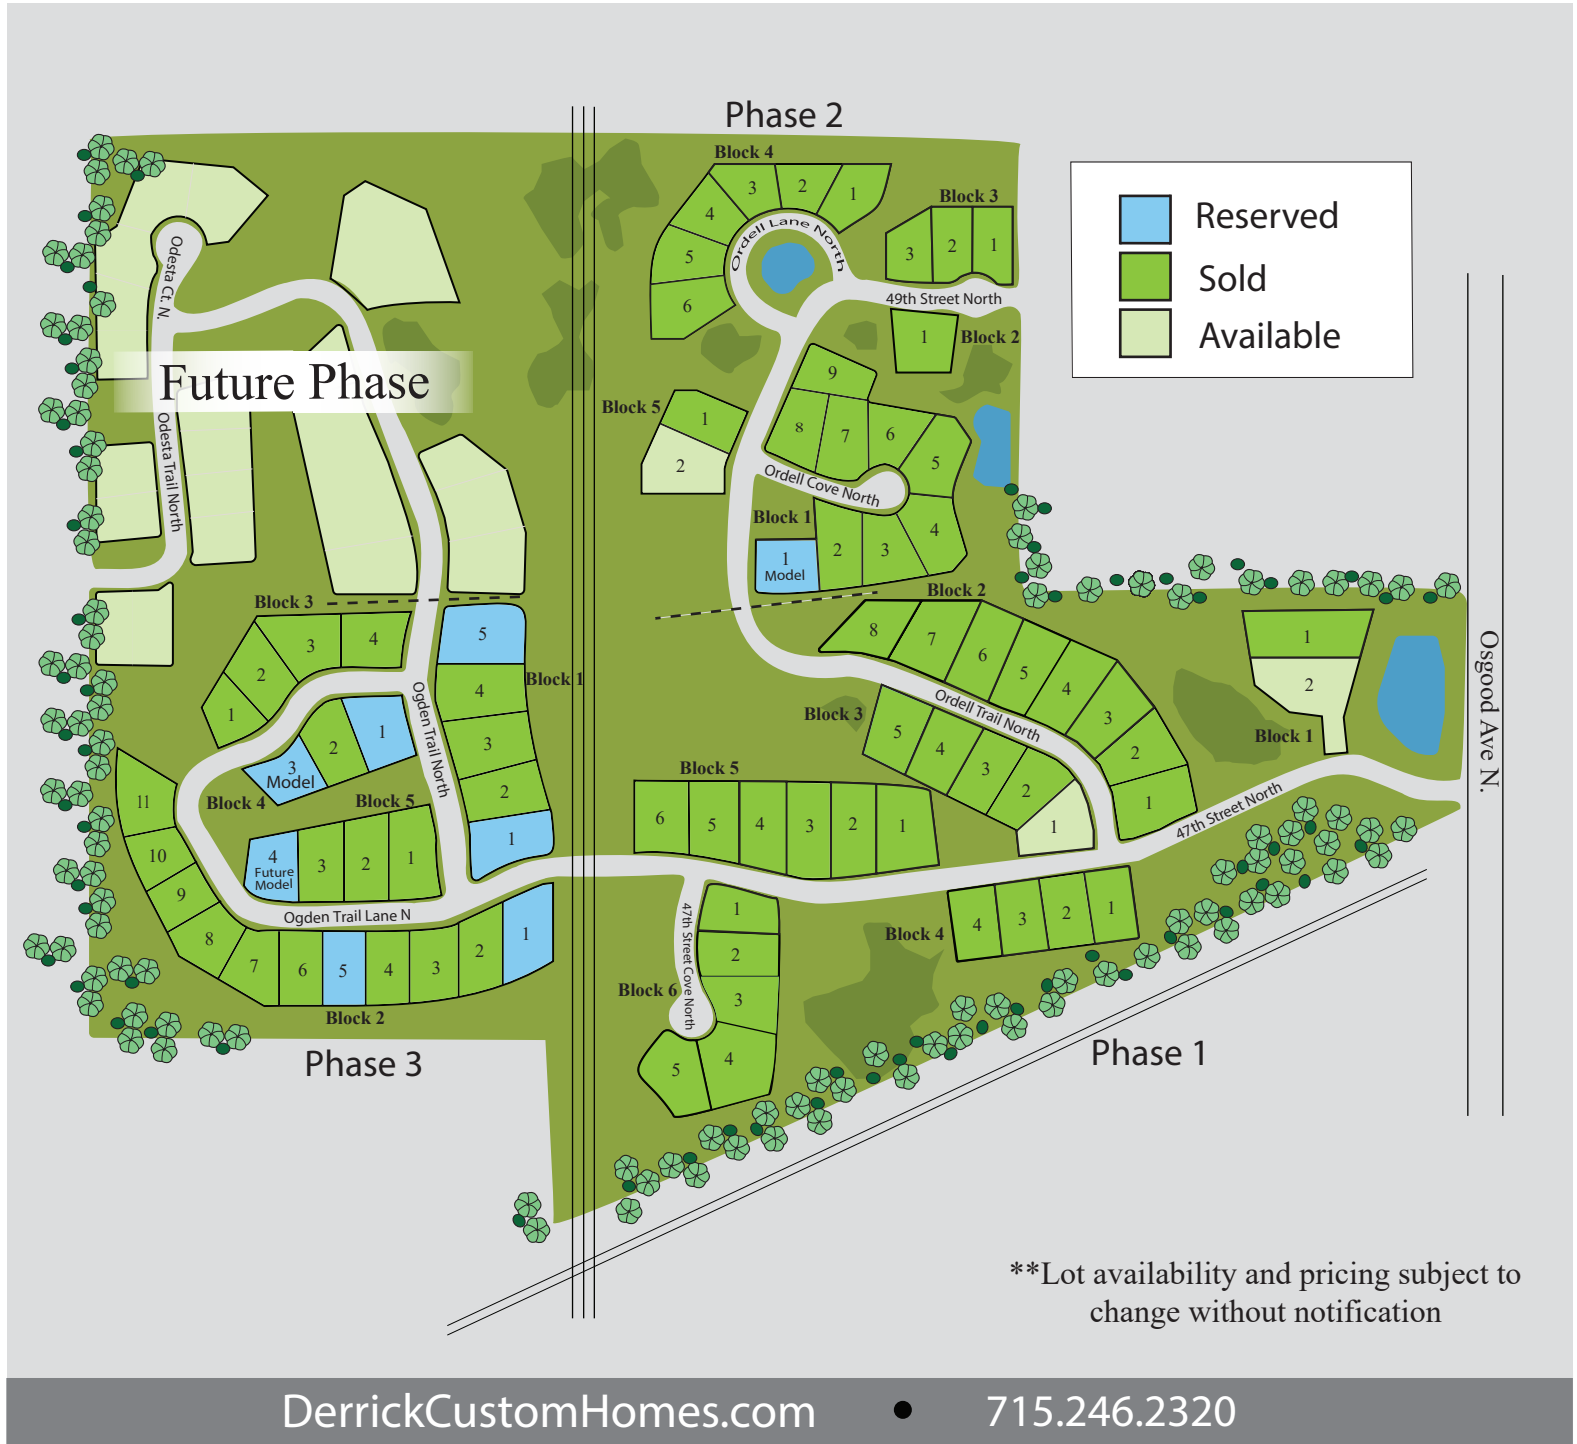 Phase 2
Block 4
4
3
2
1
5
6
Ordell Lane North
Block 3
3
2
1
49th Street North
1
Block 2
Reserved
Sold
Available
Odesta Ct. N.
Future Phase
Odesta Trail North
Block 5
1
2
9
8
7
6
5
Ordell Cove North
Block 1
1
Model
2
3
4
Block 3
1
2
3
4
5
4
3
2
1
Block 1
Ogden Trail North
1
2
3
Model
Block 4
Block 5
4
Future
Model
3
2
1
Ogden Trail Lane N
11
10
9
8
7
6
5
4
3
2
1
Block 2
Phase 3
Block 2
8
7
6
5
4
3
2
1
Ordell Trail North
Block 3
5
4
3
2
1
1
2
Block 1
Osgood Ave N.
47th Street North
Block 5
6
5
4
3
2
1
Block 4
4
3
2
1
47th Street Cove North
Block 6
1
2
3
4
5
Phase 1
**Lot availability and pricing subject to
change without notification
DerrickCustomHomes.com • 715.246.2320